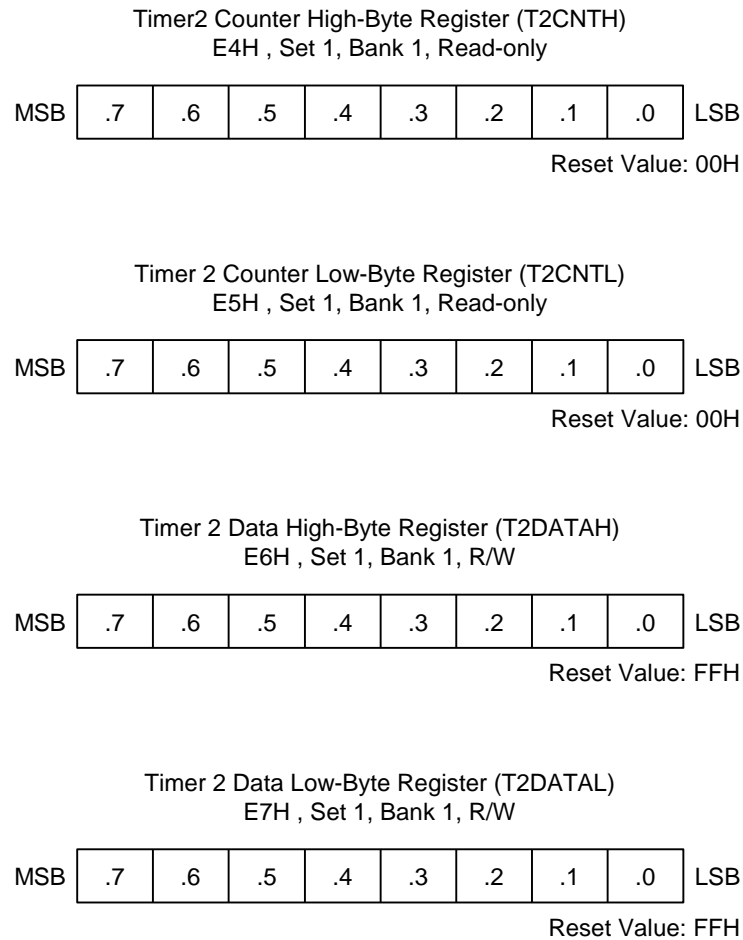 Timer2 Counter High-Byte Register (T2CNTH)
E4H , Set 1, Bank 1, Read-only
MSB .7 .6 .5 .4 .3 .2 .1 .0 LSB
Reset Value: 00H
Timer 2 Counter Low-Byte Register (T2CNTL)
E5H , Set 1, Bank 1, Read-only
MSB .7 .6 .5 .4 .3 .2 .1 .0 LSB
Reset Value: 00H
Timer 2 Data High-Byte Register (T2DATAH)
E6H , Set 1, Bank 1, R/W
MSB .7 .6 .5 .4 .3 .2 .1 .0 LSB
Reset Value: FFH
Timer 2 Data Low-Byte Register (T2DATAL)
E7H , Set 1, Bank 1, R/W
MSB .7 .6 .5 .4 .3 .2 .1 .0 LSB
Reset Value: FFH